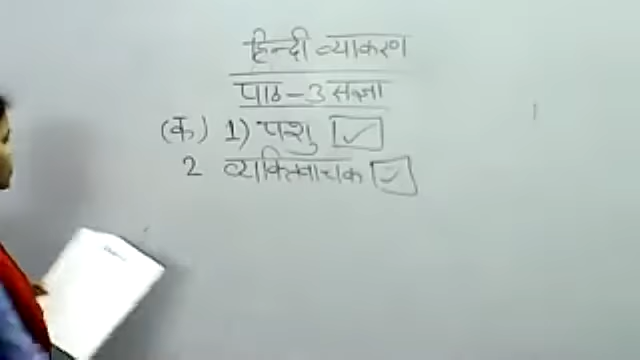 हिन्दी व्याकरण
पाठ-3 संज्ञा
(क) 1) पशु ✓
2 व्यक्तिवाचक ✓